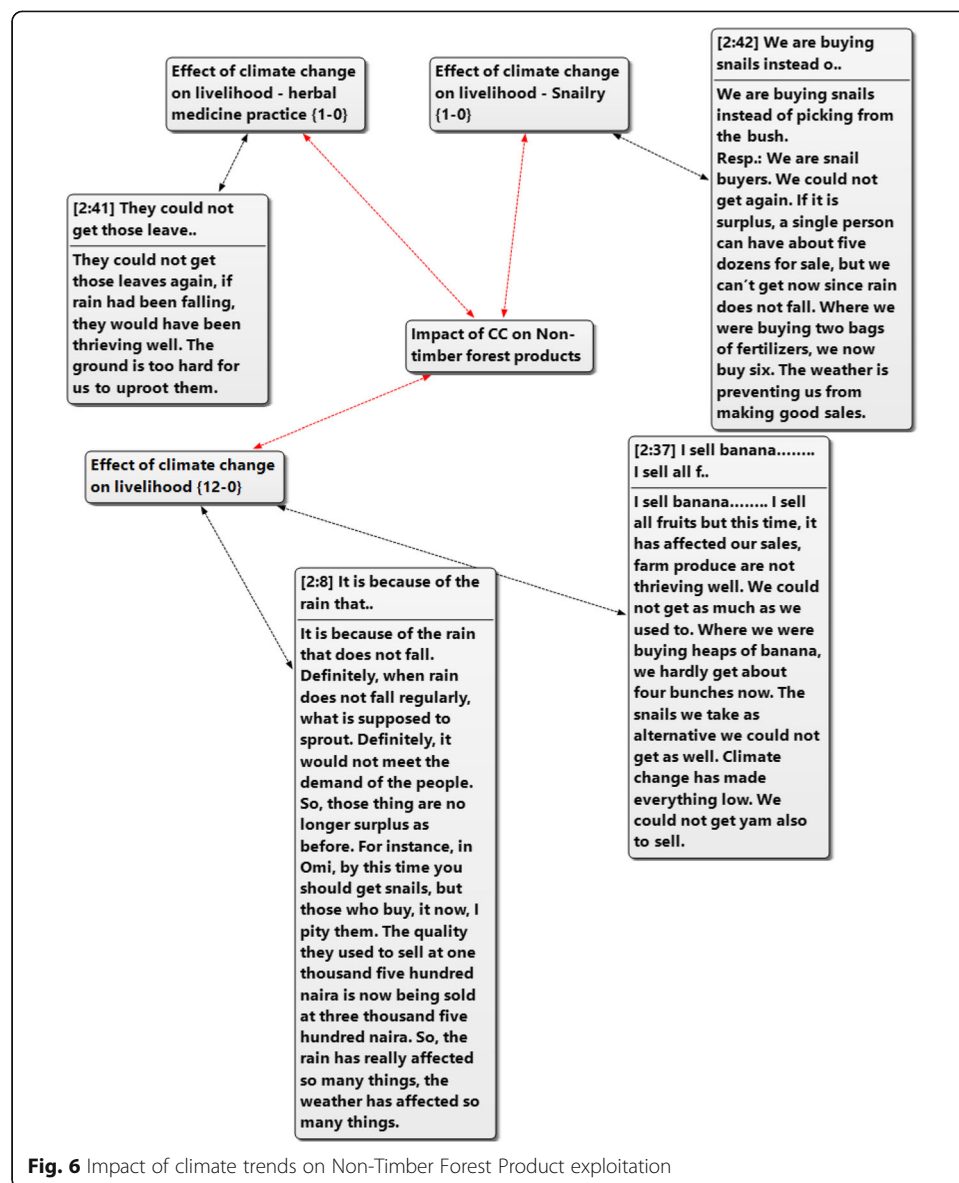 Effect of climate change
on livelihood - herbal
medicine practice {1-0}
Effect of climate change
on livelihood - Snailry
{1-0}
[2:42] We are buying
snails instead o..
We are buying snails
instead of picking from
the bush.
Resp.: We are snail
buyers. We could not
get again. If it is
surplus, a single person
can have about five
dozens for sale, but we
can´t get now since rain
does not fall. Where we
were buying two bags
of fertilizers, we now
buy six. The weather is
preventing us from
making good sales.
[2:41] They could not
get those leave..
They could not get
those leaves again, if
rain had been falling,
they would have been
thrieving well. The
ground is too hard for
us to uproot them.
Impact of CC on Non-
timber forest products
Effect of climate change
on livelihood {12-0}
[2:37] I sell banana........
I sell all f..
I sell banana........ I sell
all fruits but this time, it
has affected our sales,
farm produce are not
thrieving well. We could
not get as much as we
used to. Where we were
buying heaps of banana,
we hardly get about
four bunches now. The
snails we take as
alternative we could not
get as well. Climate
change has made
everything low. We
could not get yam also
to sell.
[2:8] It is because of the
rain that..
It is because of the rain
that does not fall.
Definitely, when rain
does not fall regularly,
what is supposed to
sprout. Definitely, it
would not meet the
demand of the people.
So, those thing are no
longer surplus as
before. For instance, in
Omi, by this time you
should get snails, but
those who buy, it now, I
pity them. The quality
they used to sell at one
thousand five hundred
naira is now being sold
at three thousand five
hundred naira. So, the
rain has really affected
so many things, the
weather has affected so
many things.
Fig. 6 Impact of climate trends on Non-Timber Forest Product exploitation